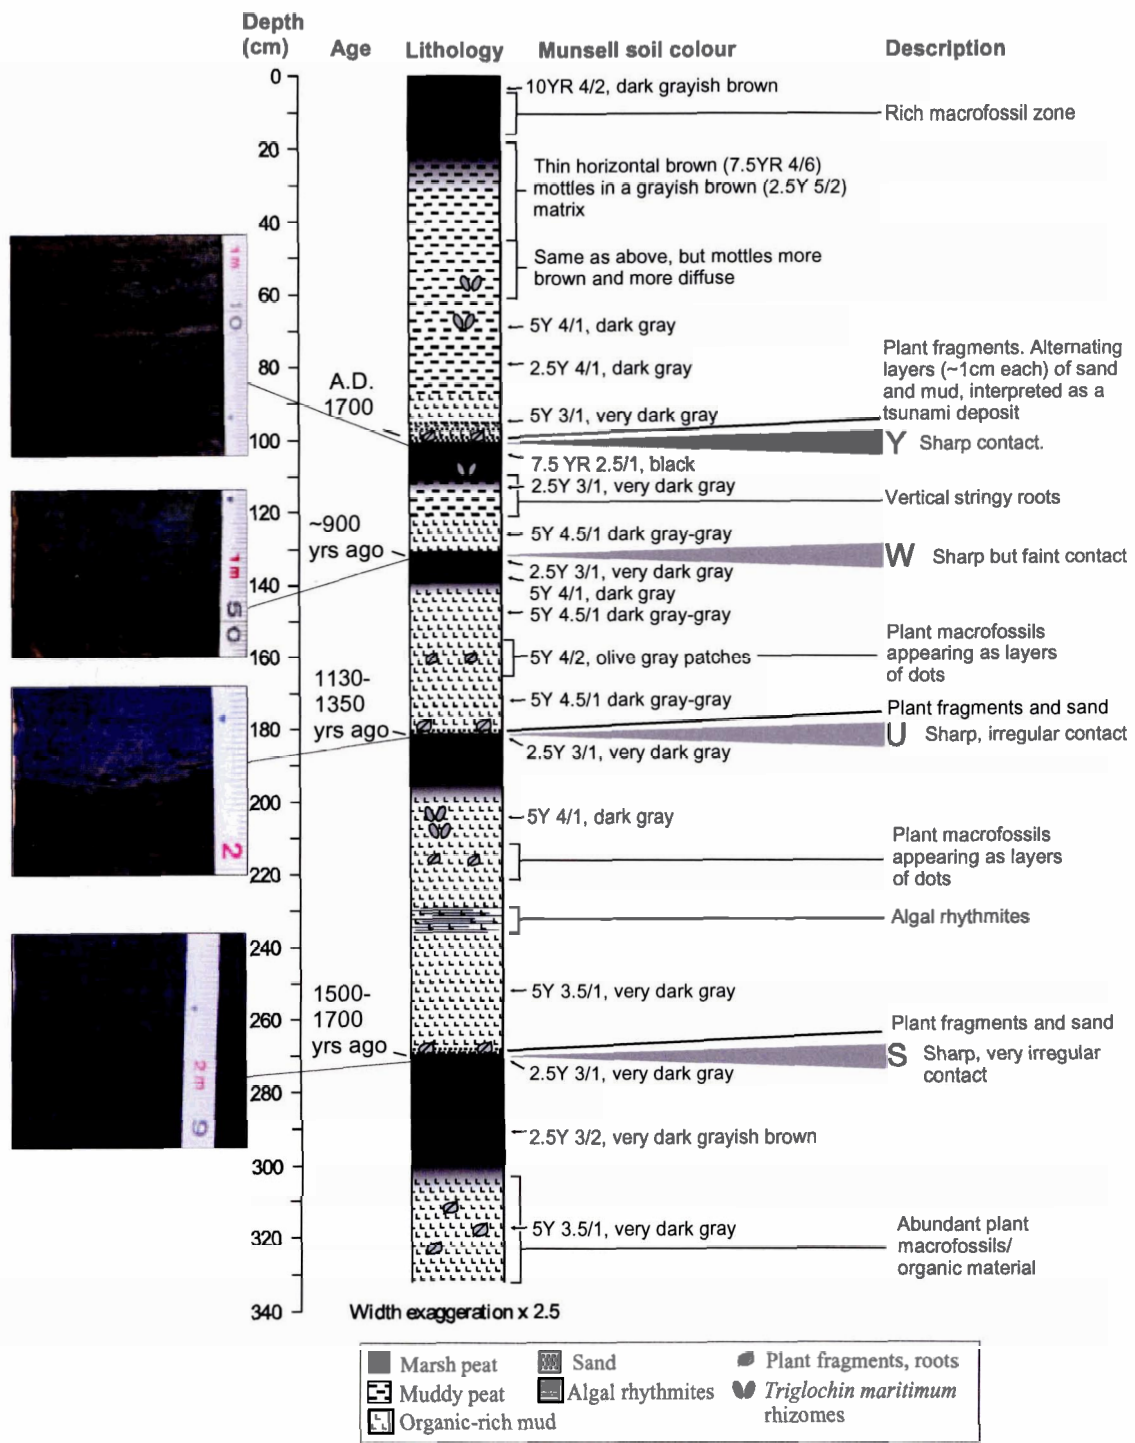 Depth
(cm)
Age
Lithology
Munsell soil colour
Description
0
20
40
60
80
100
120
140
160
180
200
220
240
260
280
300
320
340
10YR 4/2, dark grayish brown
Rich macrofossil zone
Thin horizontal brown (7.5YR 4/6)
mottles in a grayish brown (2.5Y 5/2)
matrix
Same as above, but mottles more
brown and more diffuse
5Y 4/1, dark gray
2.5Y 4/1, dark gray
Plant fragments. Alternating
layers (~1cm each) of sand
and mud, interpreted as a
tsunami deposit
A.D.
1700
5Y 3/1, very dark gray
Y Sharp contact.
7.5 YR 2.5/1, black
2.5Y 3/1, very dark gray
Vertical stringy roots
~900
yrs ago
5Y 4.5/1 dark gray-gray
W Sharp but faint contact
2.5Y 3/1, very dark gray
5Y 4/1, dark gray
5Y 4.5/1 dark gray-gray
5Y 4/2, olive gray patches
Plant macrofossils
appearing as layers
of dots
1130-
1350
yrs ago
5Y 4.5/1 dark gray-gray
Plant fragments and sand
U Sharp, irregular contact
2.5Y 3/1, very dark gray
5Y 4/1, dark gray
Plant macrofossils
appearing as layers
of dots
Algal rhythmites
5Y 3.5/1, very dark gray
1500-
1700
yrs ago
Plant fragments and sand
S Sharp, very irregular
contact
2.5Y 3/1, very dark gray
2.5Y 3/2, very dark grayish brown
5Y 3.5/1, very dark gray
Abundant plant
macrofossils/
organic material
1m
10
1m
50
2
2m
9
Width exaggeration x 2.5
Marsh peat
Sand
Plant fragments, roots
Muddy peat
Algal rhythmites
Triglochin maritimum
rhizomes
Organic-rich mud